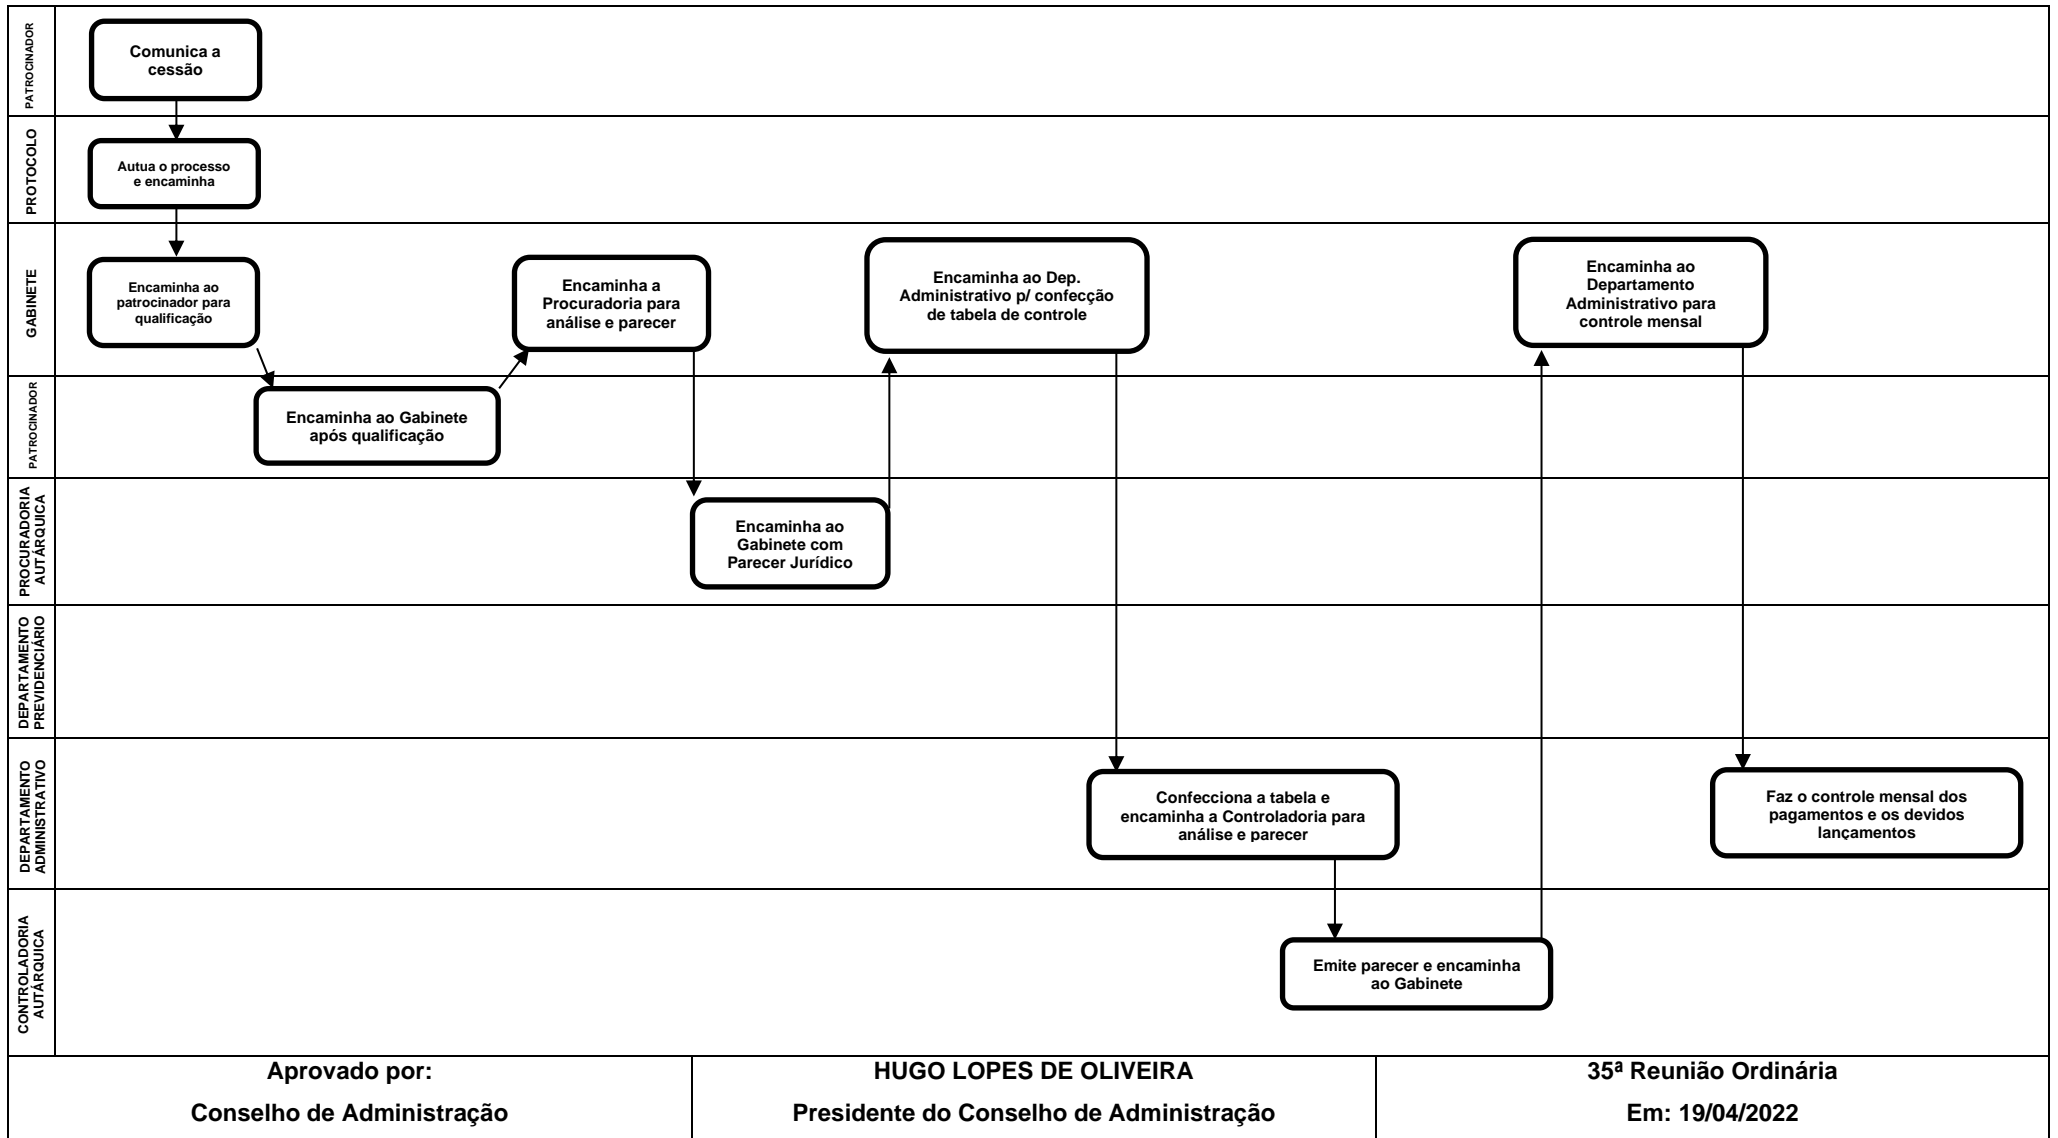 PATROCINADOR
Comunica a
cessão
PROTOCOLO
Autua o processo
e encaminha
GABINETE
Encaminha ao
patrocinador para
qualificação
Encaminha a
Procuradoria para
análise e parecer
Encaminha ao Dep.
Administrativo p/ confecção
de tabela de controle
Encaminha ao
Departamento
Administrativo para
controle mensal
PATROCINADOR
Encaminha ao Gabinete
após qualificação
PROCURADORIA
AUTÁRQUICA
Encaminha ao
Gabinete com
Parecer Jurídico
DEPARTAMENTO
PREVIDENCIÁRIO
DEPARTAMENTO
ADMINISTRATIVO
Confecciona a tabela e
encaminha a Controladoria para
análise e parecer
Faz o controle mensal dos
pagamentos e os devidos
lançamentos
CONTROLADORIA
AUTÁRQUICA
Emite parecer e encaminha
ao Gabinete
Aprovado por:
Conselho de Administração
HUGO LOPES DE OLIVEIRA
Presidente do Conselho de Administração
35ª Reunião Ordinária
Em: 19/04/2022